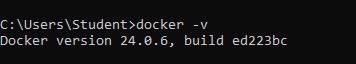 C:\Users\Student>docker -v
Docker version 24.0.6, build ed223bc